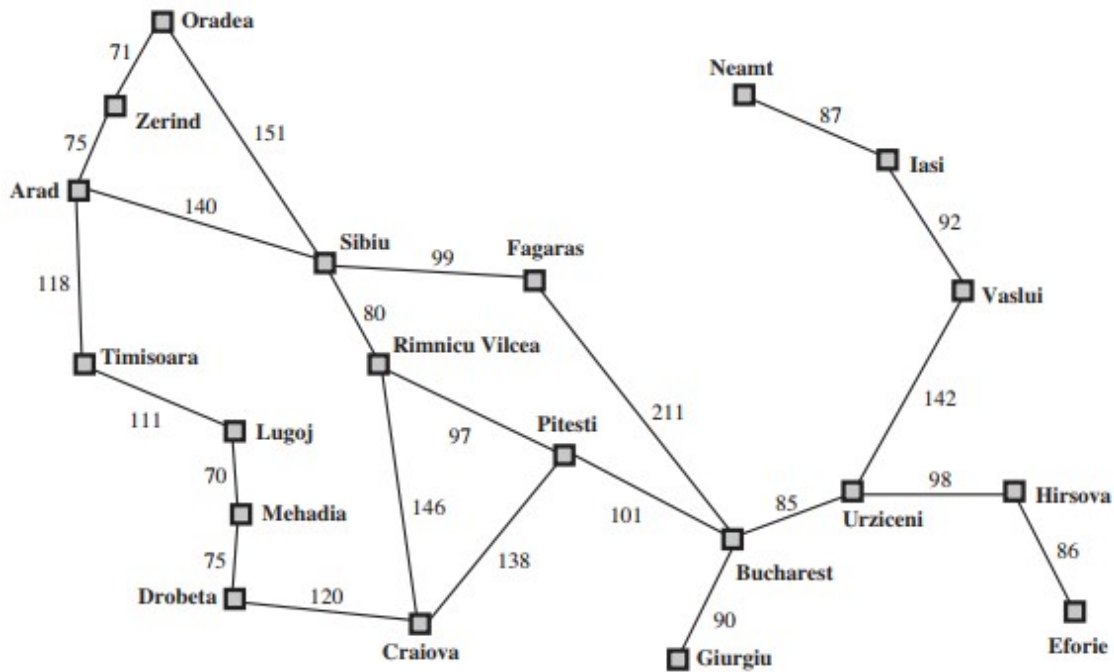 Oradea
71
Neamt
87
Zerind
151
75
Iasi
Arad
140
92
Sibiu
99
Fagaras
118
Vaslui
80
Timisoara
Rimnicu Vilcea
142
211
111
Lugoj
97
Pitesti
70
98
Hirsova
Mehadia
146
101
85
Urziceni
75
138
86
Bucharest
Drobeta
120
90
Craiova
Giurgiu
Eforie